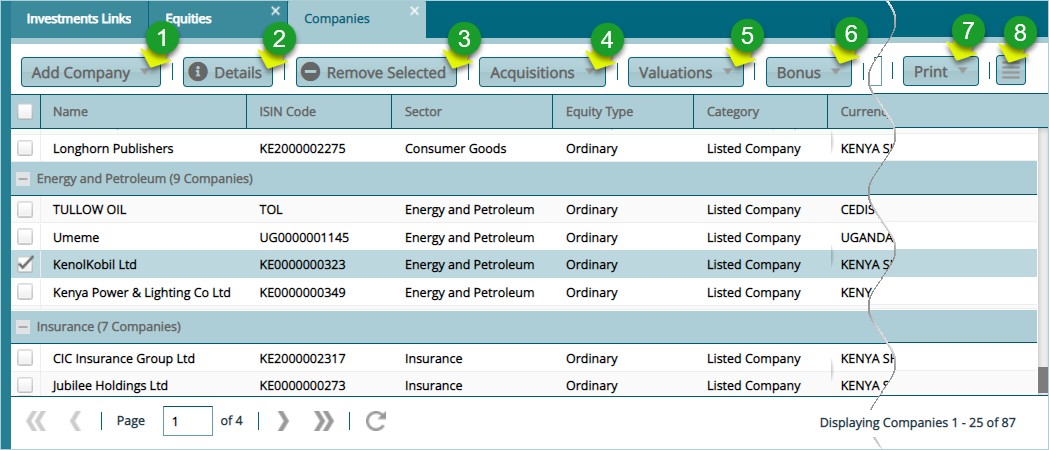 Investments Links Equities Companies
1 2 3 4 5 6 7 8
Add Company Details Remove Selected Acquisitions Valuations Bonus Print
Name ISIN Code Sector Equity Type Category Currenc
Longhorn Publishers KE2000002275 Consumer Goods Ordinary Listed Company KENYA S
Energy and Petroleum (9 Companies)
TULLOW OIL TOL Energy and Petroleum Ordinary Listed Company CEDIS
Umeme UG0000001145 Energy and Petroleum Ordinary Listed Company UGANDA
KenolKobil Ltd KE0000000323 Energy and Petroleum Ordinary Listed Company KENYA S
Kenya Power & Lighting Co Ltd KE0000000349 Energy and Petroleum Ordinary Listed Company KENY
Insurance (7 Companies)
CIC Insurance Group Ltd KE2000002317 Insurance Ordinary Listed Company KENYA SH
Jubilee Holdings Ltd KE0000000273 Insurance Ordinary Listed Company KENYA S
Page 1 of 4 Displaying Companies 1 - 25 of 87